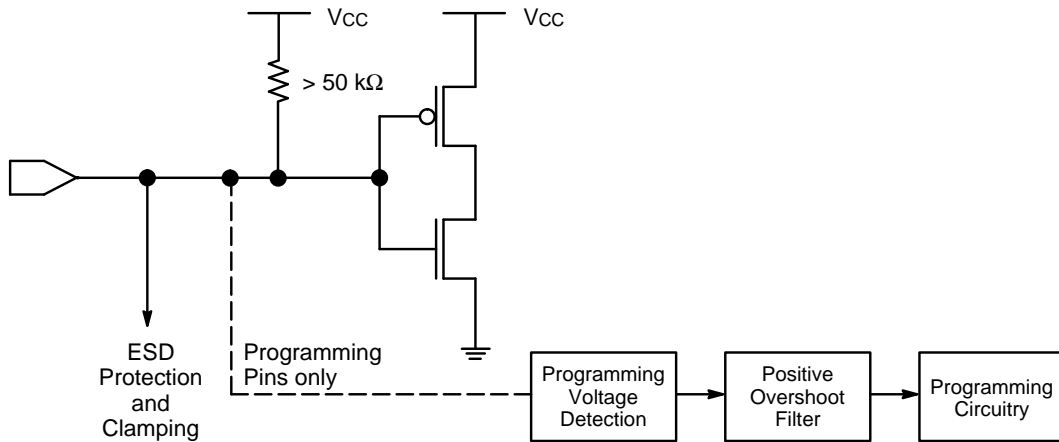 VCC
VCC
> 50 kΩ
ESD
Protection
and
Clamping
Programming
Pins only
Programming
Voltage
Detection
Positive
Overshoot
Filter
Programming
Circuitry